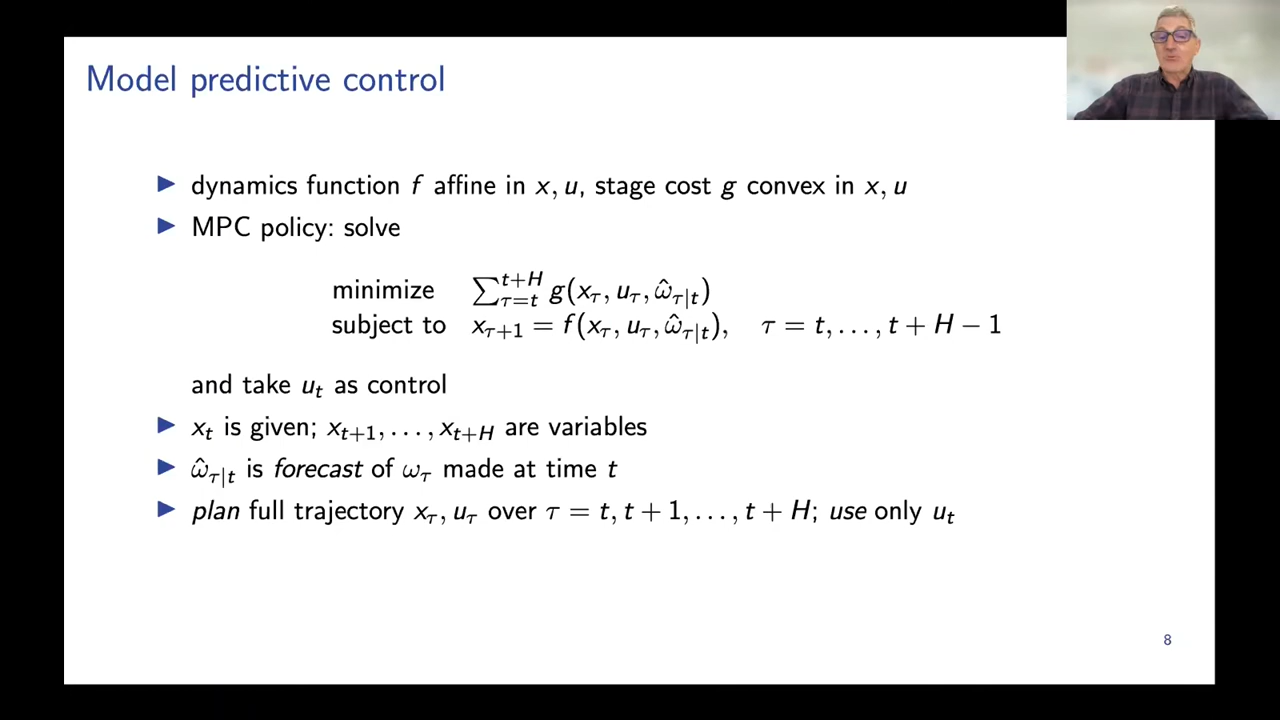 Model predictive control
▶ dynamics function f affine in x, u, stage cost g convex in x, u
▶ MPC policy: solve
minimize ∑_{τ=t}^{t+H} g(x_τ, u_τ, ω̂_{τ|t})
subject to x_{τ+1} = f(x_τ, u_τ, ω̂_{τ|t}), τ = t, . . . , t + H − 1
and take u_t as control
▶ x_t is given; x_{t+1}, . . . , x_{t+H} are variables
▶ ω̂_{τ|t} is forecast of ω_τ made at time t
▶ plan full trajectory x_τ, u_τ over τ = t, t + 1, . . . , t + H; use only u_t
8